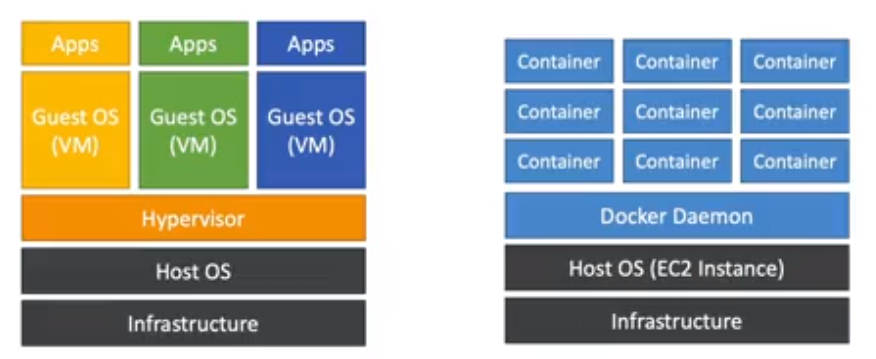 Apps Apps Apps
Guest OS Guest OS Guest OS
(VM) (VM) (VM)
Hypervisor
Host OS
Infrastructure
Container Container Container
Container Container Container
Container Container Container
Docker Daemon
Host OS (EC2 Instance)
Infrastructure